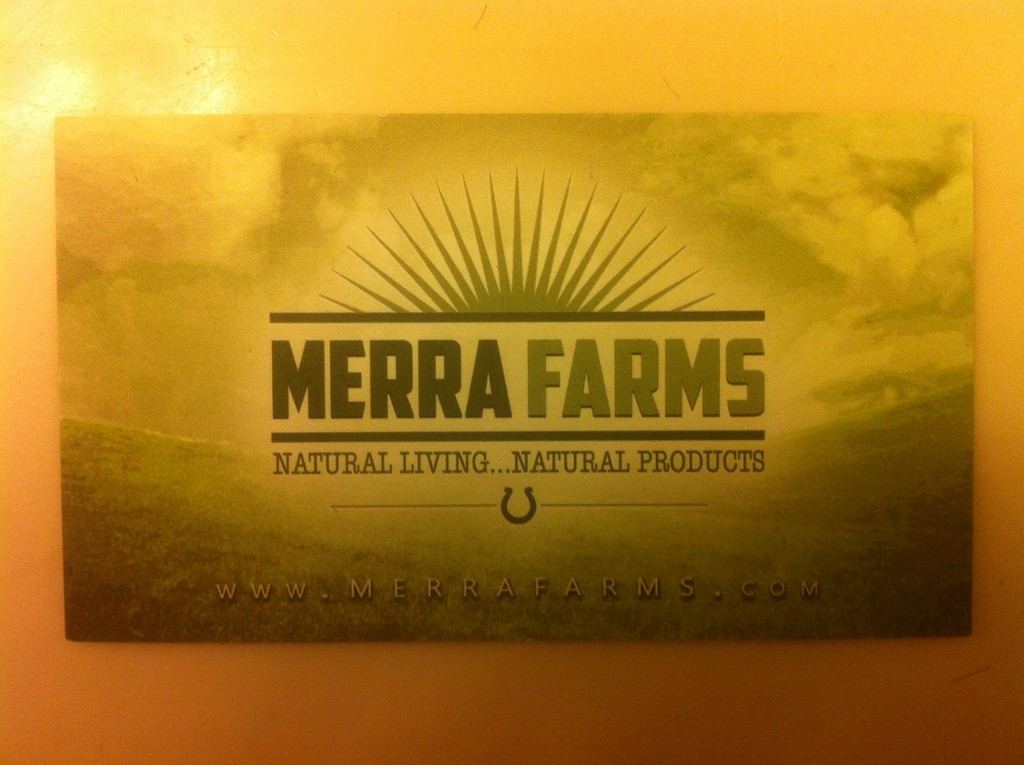 MERRA FARMS
NATURAL LIVING...NATURAL PRODUCTS
www.MERRAFARMS.COM